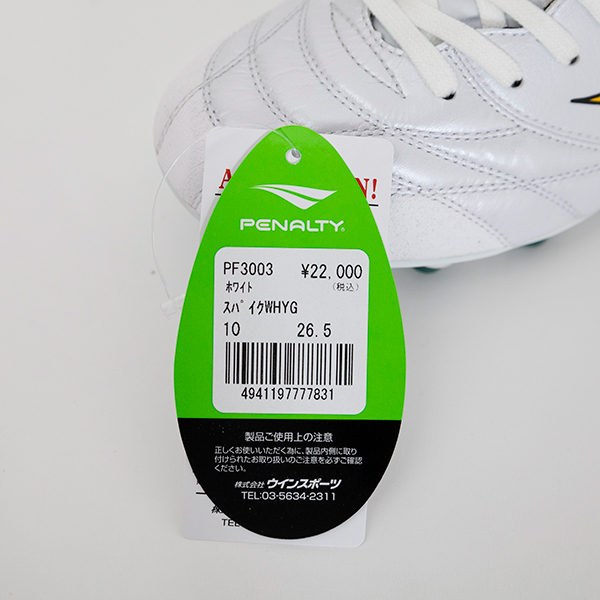 A N!
PENALTY
PF3003 ¥22,000
ホワイト (税込)
スパイクWHYG
10 26.5
4941197777831
製品ご使用上の注意
正しくお使いいただく為に、製品内側に取り
付けられたお取り扱いのご注意を必ずご確認
ください。
株式会社 ウインスポーツ
TEL:03-5634-2311
株
TE